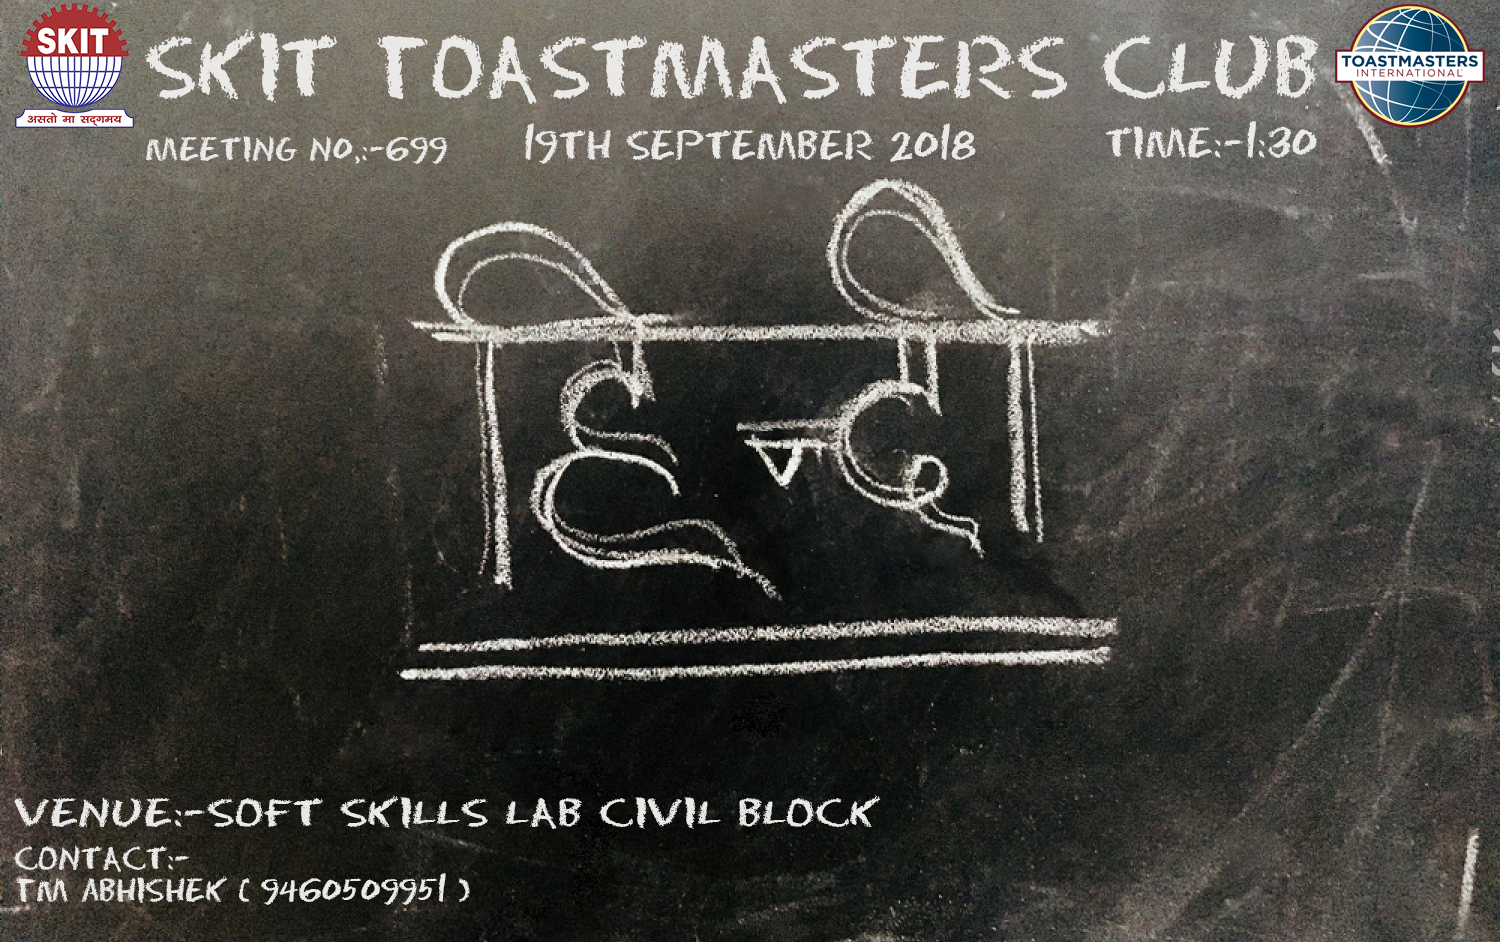 SKIT
असतो मा सद्गमय
SKIT TOASTMASTERS CLUB
TOASTMASTERS
INTERNATIONAL
MEETING NO.:-699 19TH SEPTEMBER 2018 TIME:-1:30
हिन्दी
VENUE:-SOFT SKILLS LAB CIVIL BLOCK
CONTACT:-
TM ABHISHEK ( 9460509951 )